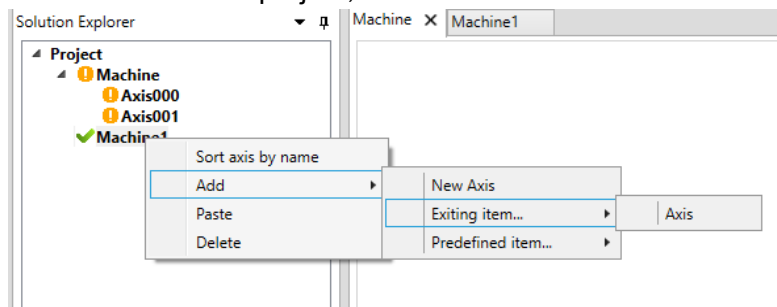 Solution Explorer
Machine
Machine1
Project
Machine
Axis000
Axis001
Machine1
Sort axis by name
Add
Paste
Delete
New Axis
Exiting item...
Predefined item...
Axis